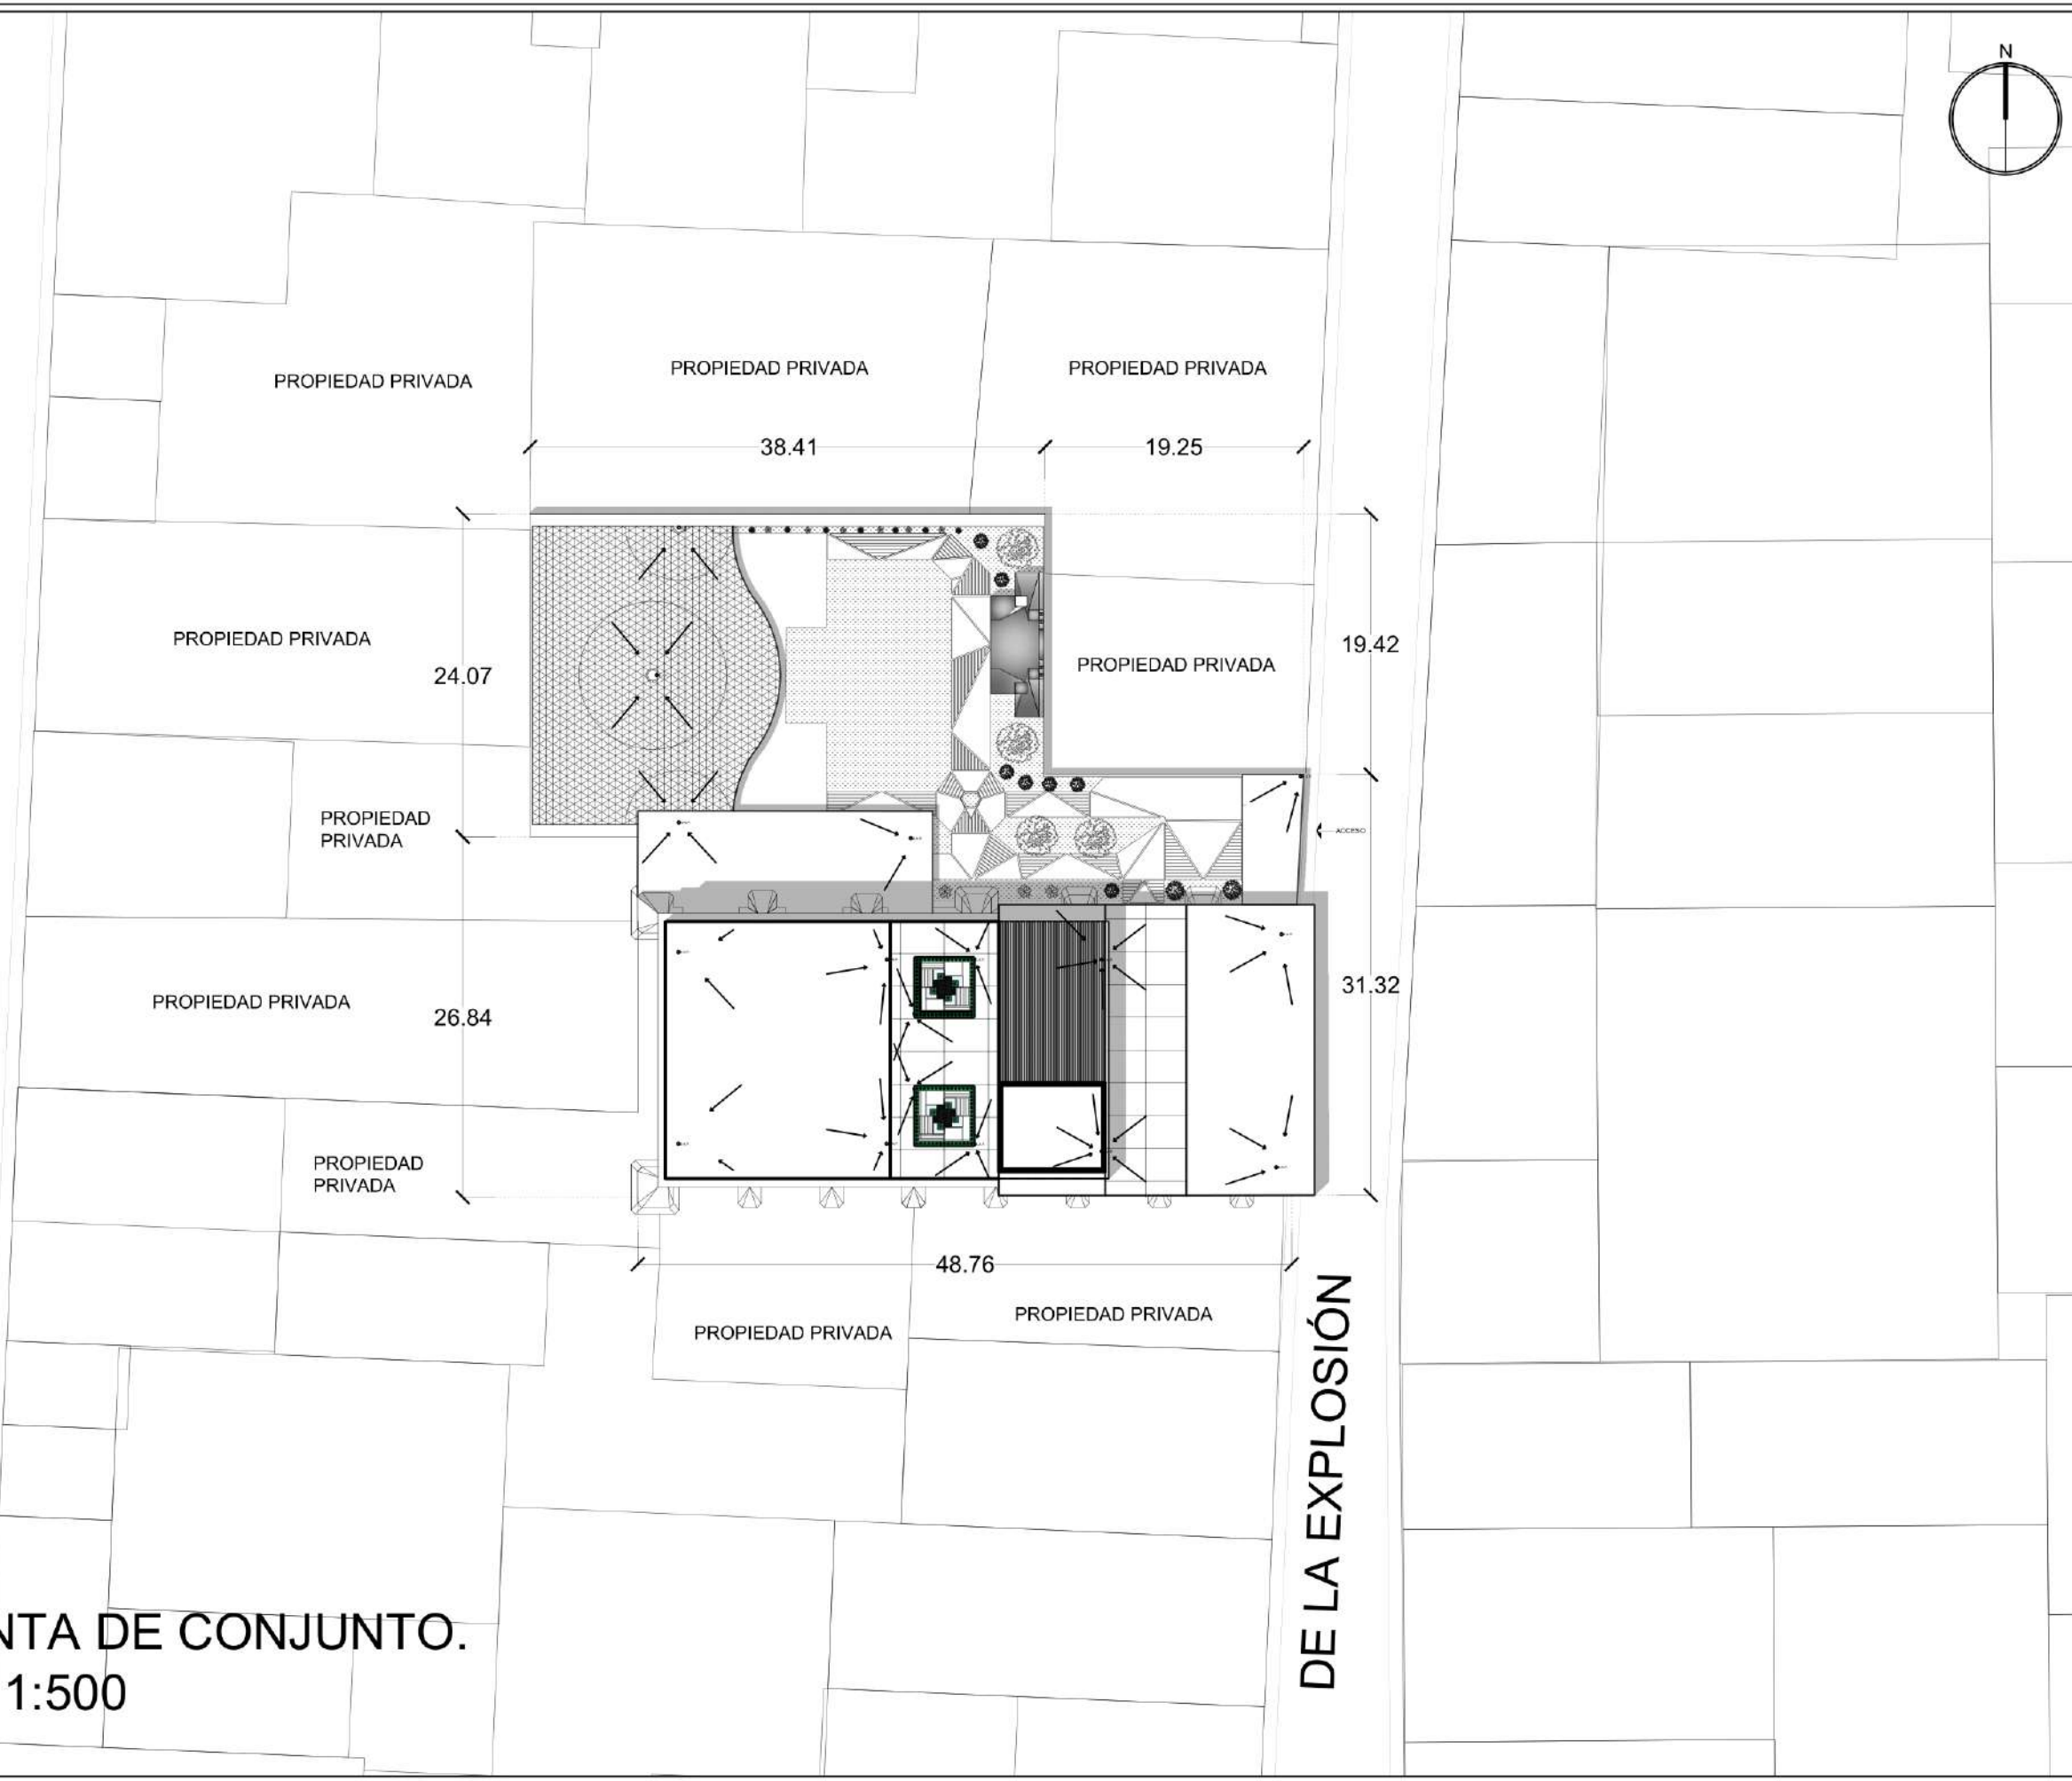 N
PROPIEDAD PRIVADA
PROPIEDAD PRIVADA
PROPIEDAD PRIVADA
38.41
19.25
PROPIEDAD PRIVADA
24.07
PROPIEDAD PRIVADA
19.42
PROPIEDAD
PRIVADA
ACCESO
PROPIEDAD PRIVADA
26.84
31.32
PROPIEDAD
PRIVADA
48.76
PROPIEDAD PRIVADA
PROPIEDAD PRIVADA
DE LA EXPLOSIÓN
NTA DE CONJUNTO.
1:500